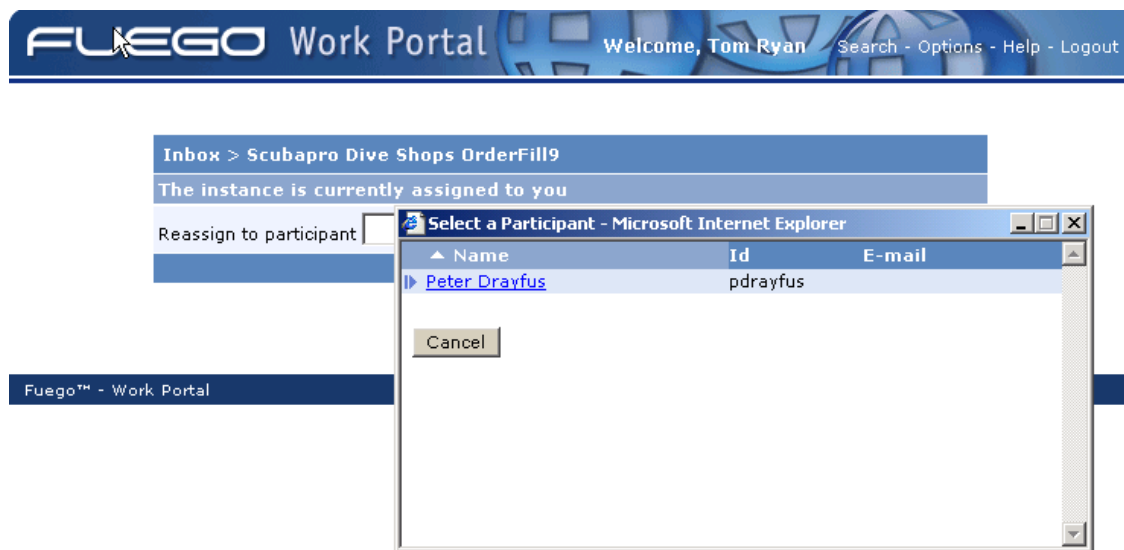 FUEGO Work Portal
Welcome, Tom Ryan Search - Options - Help - Logout
Inbox > Scubapro Dive Shops OrderFill9
The instance is currently assigned to you
Reassign to participant
Select a Participant - Microsoft Internet Explorer
Name Id E-mail
Peter Drayfus pdrayfus
Cancel
Fuego™ - Work Portal